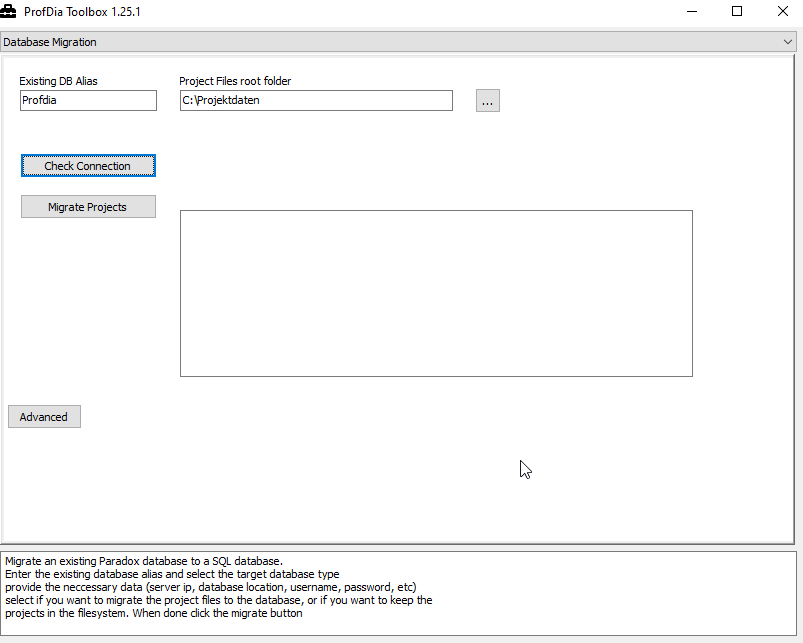 ProfDia Toolbox 1.25.1
Database Migration
Existing DB Alias
Project Files root folder
Profdia
C:\Projektdaten
...
Check Connection
Migrate Projects
Advanced
Migrate an existing Paradox database to a SQL database.
Enter the existing database alias and select the target database type
provide the neccessary data (server ip, database location, username, password, etc)
select if you want to migrate the project files to the database, or if you want to keep the
projects in the filesystem. When done click the migrate button